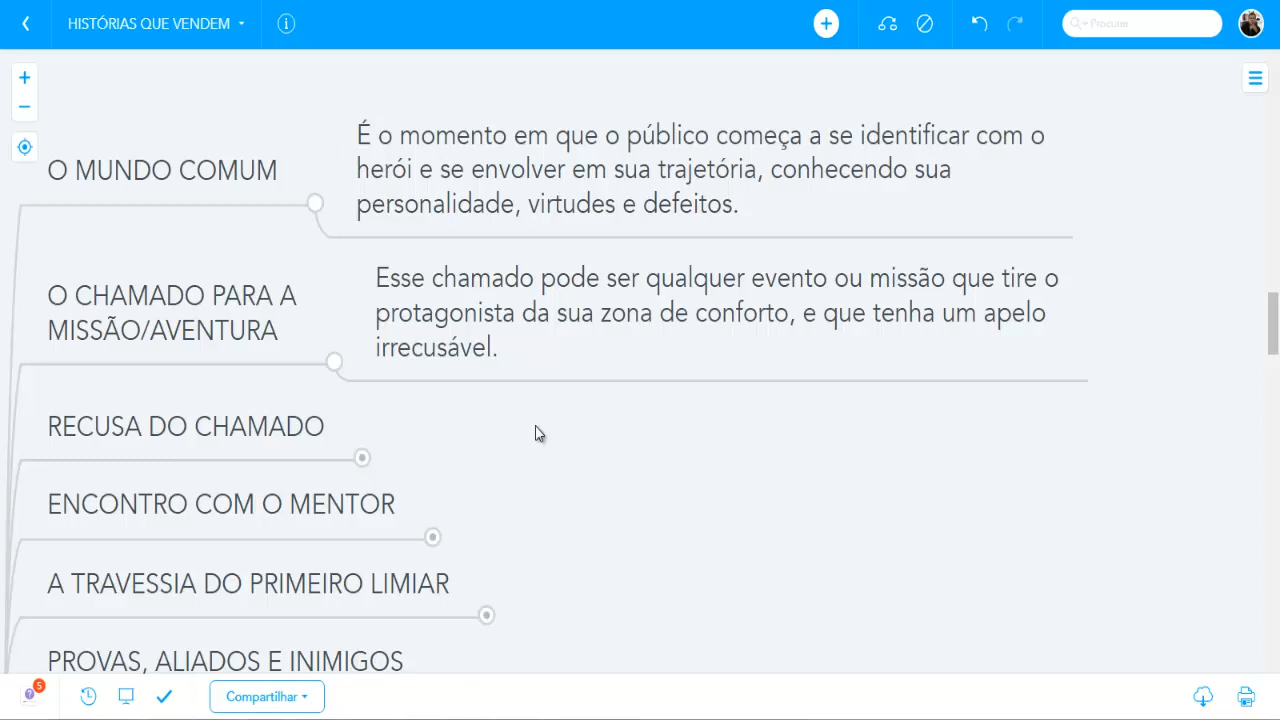 HISTÓRIAS QUE VENDEM
Procurar
O MUNDO COMUM
É o momento em que o público começa a se identificar com o
herói e se envolver em sua trajetória, conhecendo sua
personalidade, virtudes e defeitos.
O CHAMADO PARA A
MISSÃO/AVENTURA
Esse chamado pode ser qualquer evento ou missão que tire o
protagonista da sua zona de conforto, e que tenha um apelo
irrecusável.
RECUSA DO CHAMADO
ENCONTRO COM O MENTOR
A TRAVESSIA DO PRIMEIRO LIMIAR
PROVAS, ALIADOS E INIMIGOS
5
Compartilhar